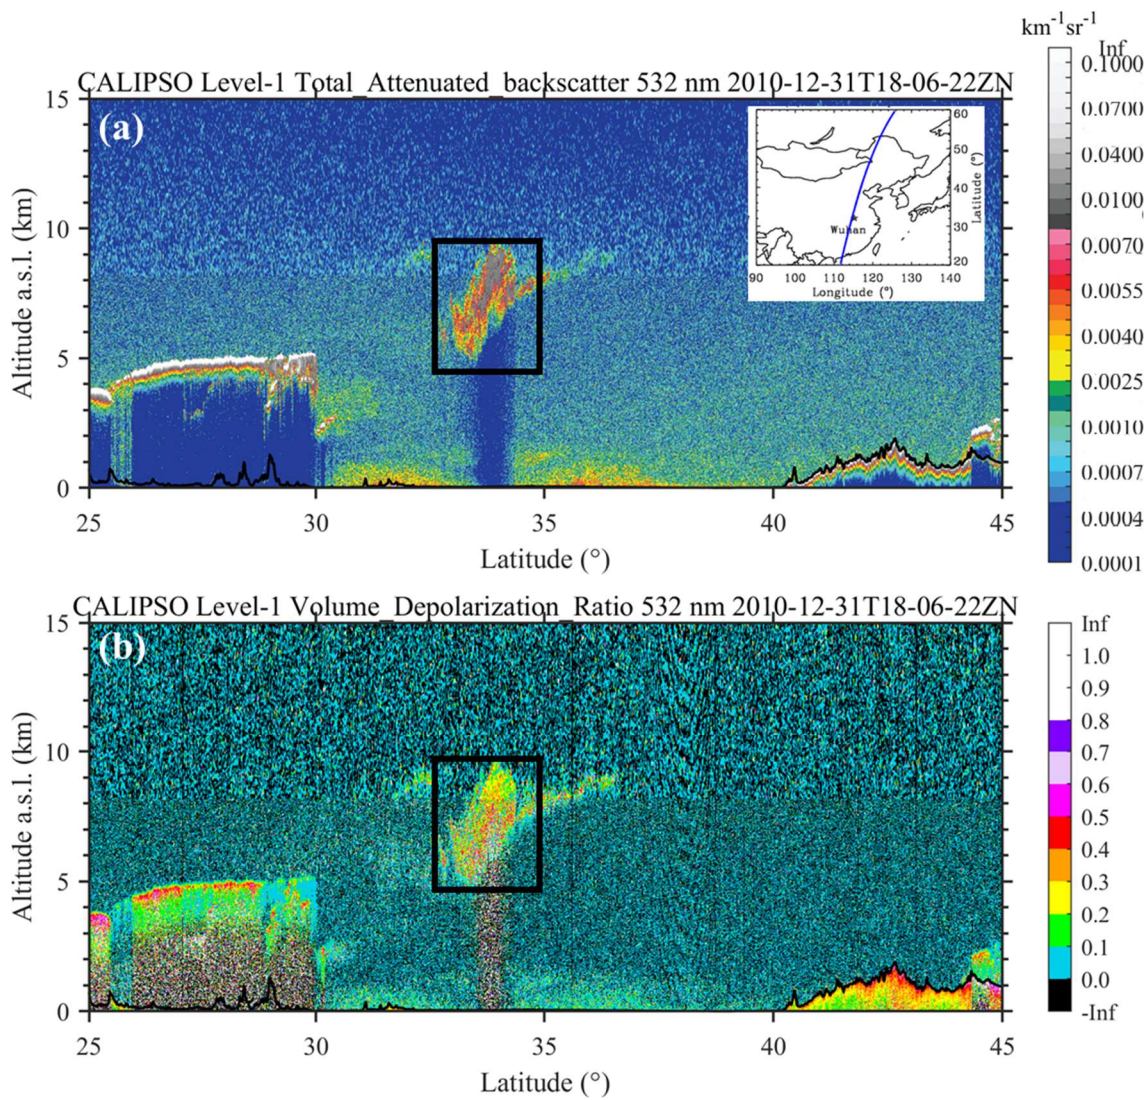 km⁻¹sr⁻¹
CALIPSO Level-1 Total_Attenuated_backscatter 532 nm 2010-12-31T18-06-22ZN
Inf
(a)
15
10
5
0
Altitude a.s.l. (km)
25 30 35 40 45
Latitude (°)
60
50
40
30
20
Latitude (°)
Wuhan
90 100 110 120 130 140
Longitude (°)
0.1000
0.0700
0.0400
0.0100
0.0070
0.0055
0.0040
0.0025
0.0010
0.0007
0.0004
0.0001
CALIPSO Level-1 Volume_Depolarization_Ratio 532 nm 2010-12-31T18-06-22ZN
(b)
15
10
5
0
Altitude a.s.l. (km)
25 30 35 40 45
Latitude (°)
Inf
1.0
0.9
0.8
0.7
0.6
0.5
0.4
0.3
0.2
0.1
0.0
-Inf